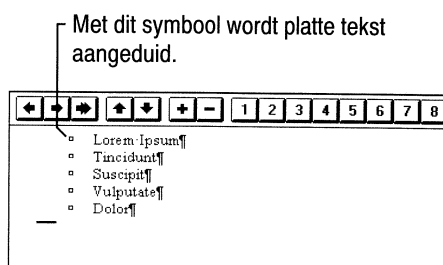 Met dit symbool wordt platte tekst
aangeduid.
+ − 1 2 3 4 5 6 7 8
Lorem·Ipsum¶
Tincidunt¶
Suscipit¶
Vulputate¶
Dolor¶